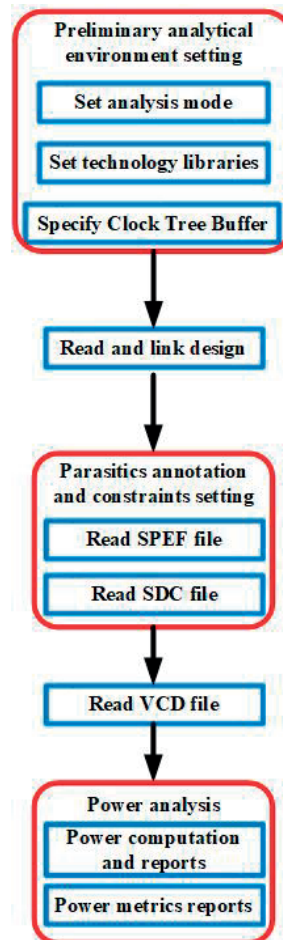 Preliminary analytical
environment setting
Set analysis mode
Set technology libraries
Specify Clock Tree Buffer
Read and link design
Parasitics annotation
and constraints setting
Read SPEF file
Read SDC file
Read VCD file
Power analysis
Power computation
and reports
Power metrics reports